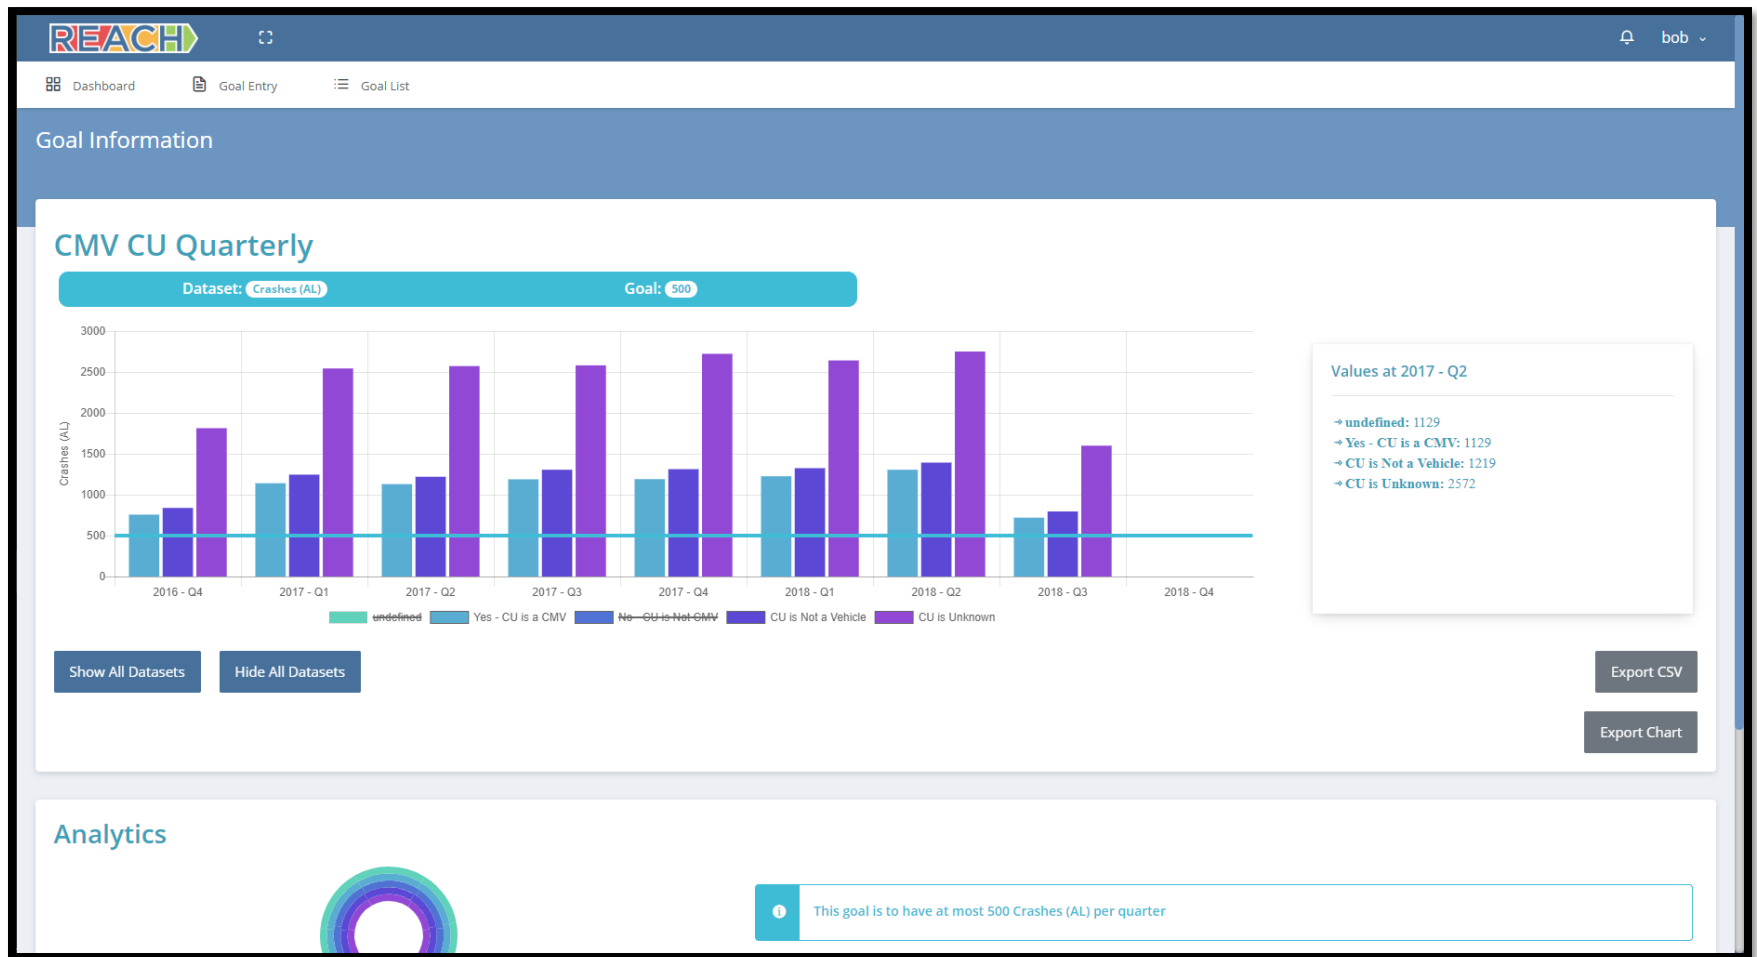 REACH
bob
Dashboard Goal Entry Goal List
Goal Information
CMV CU Quarterly
Dataset: Crashes (AL) Goal: 500
3000
2500
2000
1500
1000
500
0
Crashes (AL)
2016 - Q4 2017 - Q1 2017 - Q2 2017 - Q3 2017 - Q4 2018 - Q1 2018 - Q2 2018 - Q3 2018 - Q4
undefined Yes - CU is a CMV No - CU is Not CMV CU is Not a Vehicle CU is Unknown
Values at 2017 - Q2
undefined: 1129
Yes - CU is a CMV: 1129
CU is Not a Vehicle: 1219
CU is Unknown: 2572
Show All Datasets Hide All Datasets Export CSV
Export Chart
Analytics
This goal is to have at most 500 Crashes (AL) per quarter